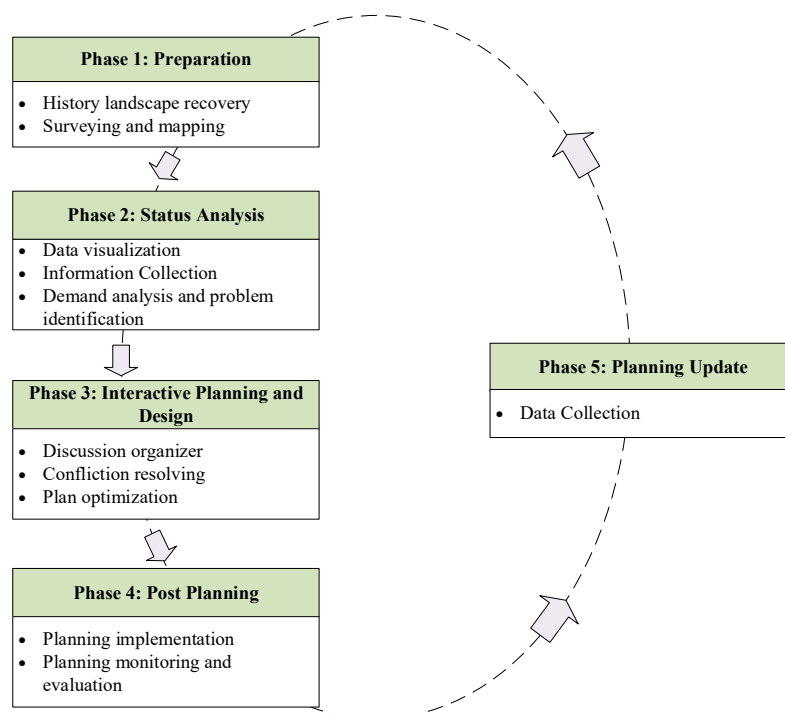 Phase 1: Preparation
• History landscape recovery
• Surveying and mapping
Phase 2: Status Analysis
• Data visualization
• Information Collection
• Demand analysis and problem
identification
Phase 3: Interactive Planning and
Design
• Discussion organizer
• Confliction resolving
• Plan optimization
Phase 4: Post Planning
• Planning implementation
• Planning monitoring and
evaluation
Phase 5: Planning Update
• Data Collection